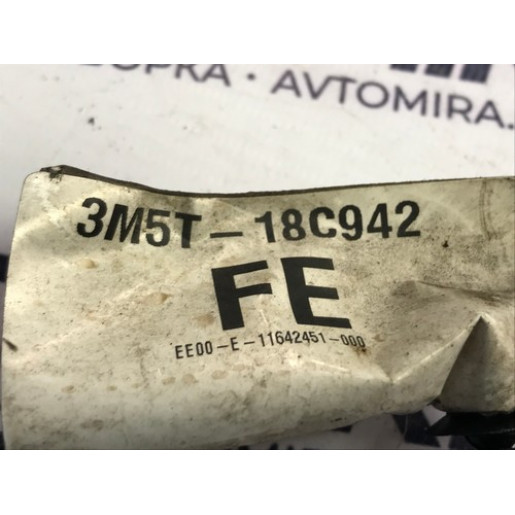 AVTOMIRA.
3M5T-18C942
FE
EE00-E-11642451-000